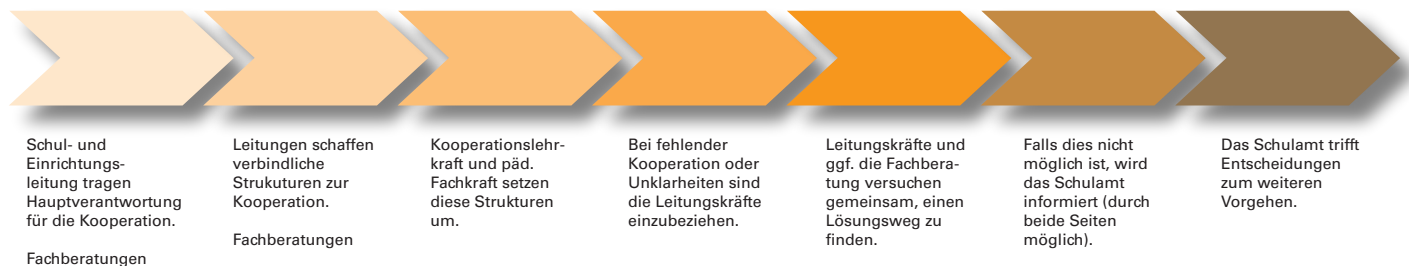 Schul- und
Einrichtungs-
leitung tragen
Hauptverantwortung
für die Kooperation.
Fachberatungen
Leitungen schaffen
verbindliche
Strukuturen zur
Kooperation.
Fachberatungen
Kooperationslehr-
kraft und päd.
Fachkraft setzen
diese Strukturen
um.
Bei fehlender
Kooperation oder
Unklarheiten sind
die Leitungskräfte
einzubeziehen.
Leitungskräfte und
ggf. die Fachbera-
tung versuchen
gemeinsam, einen
Lösungsweg zu
finden.
Falls dies nicht
möglich ist, wird
das Schulamt
informiert (durch
beide Seiten
möglich).
Das Schulamt trifft
Entscheidungen
zum weiteren
Vorgehen.